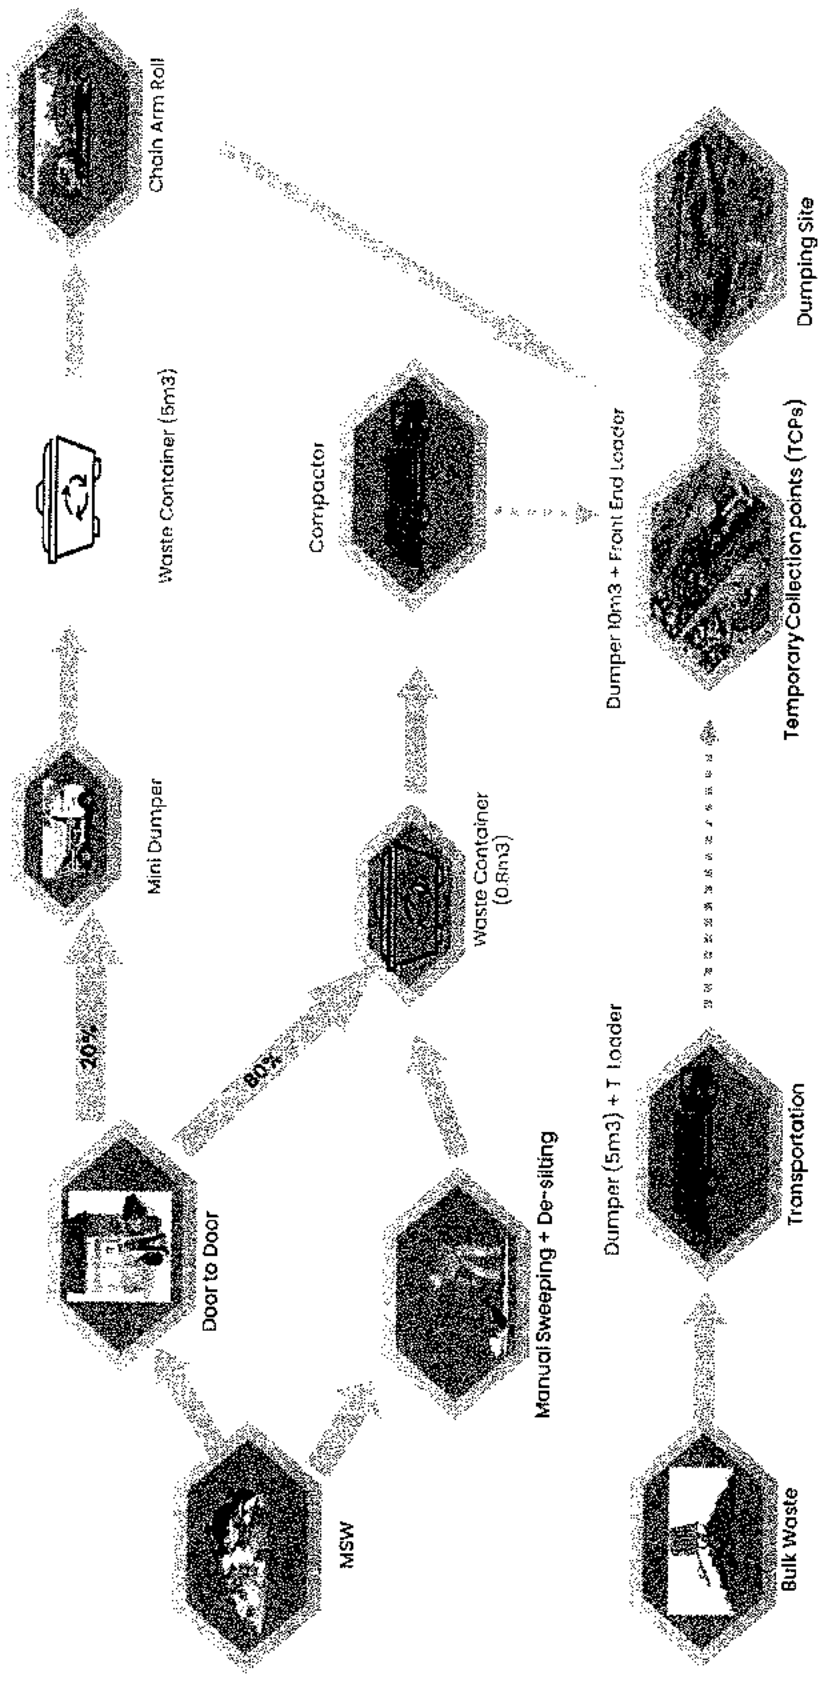 MSW
Door to Door
20%
Mini Dumper
Waste Container (5m3)
Chain Arm Roll
80%
Manual Sweeping + De-silting
Waste Container
(0.8m3)
Compactor
Bulk Waste
Dumper (5m3) + T Loader
Transportation
Dumper 10m3 + Front End Loader
Temporary Collection points (TCPs)
Dumping Site